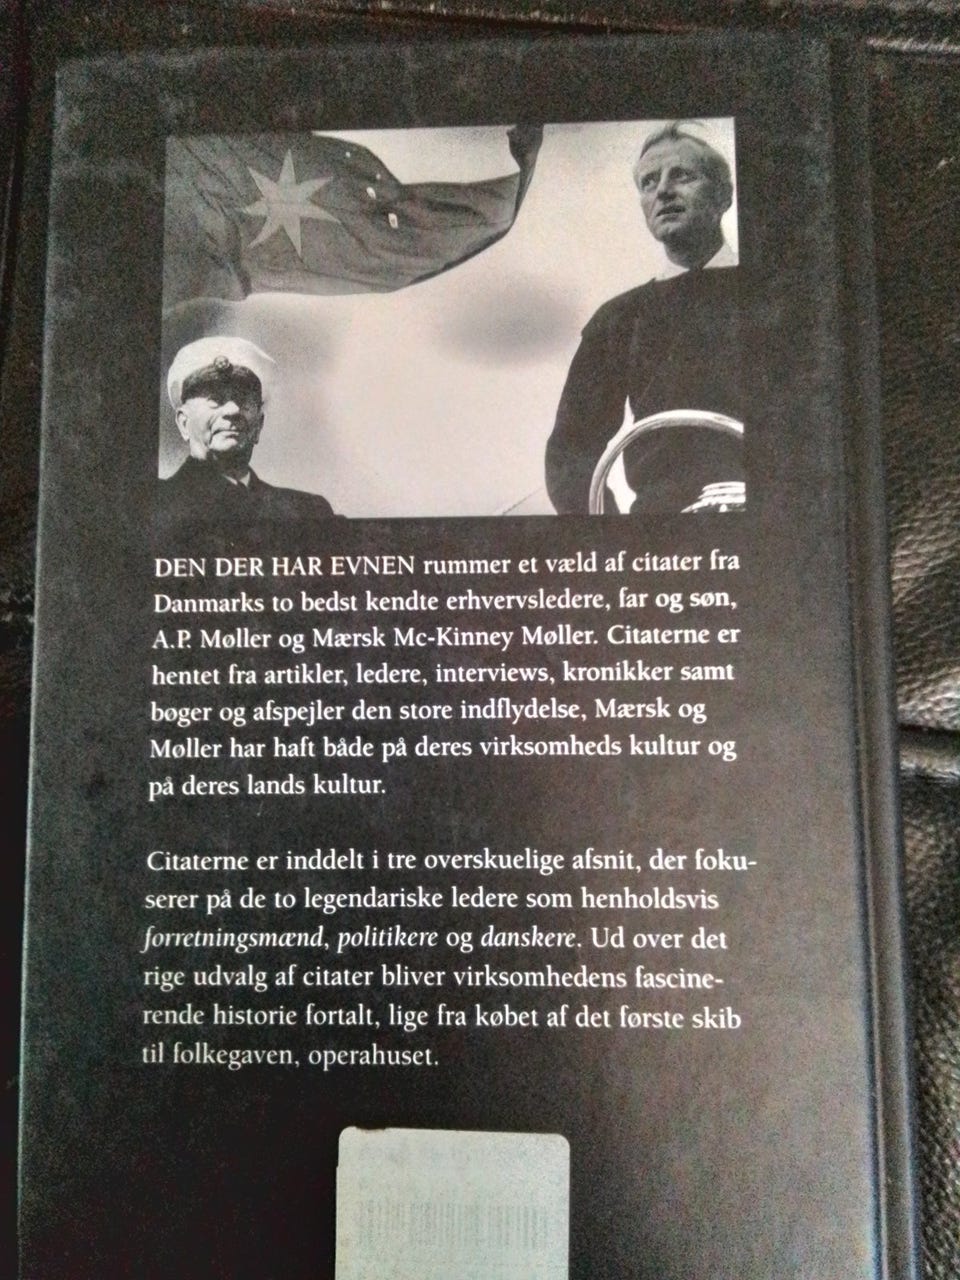 DEN DER HAR EVNEN rummer et væld af citater fra
Danmarks to bedst kendte erhvervsledere, far og søn,
A.P. Møller og Mærsk Mc-Kinney Møller. Citaterne er
hentet fra artikler, ledere, interviews, kronikker samt
bøger og afspejler den store indflydelse, Mærsk og
Møller har haft både på deres virksomheds kultur og
på deres lands kultur.
Citaterne er inddelt i tre overskuelige afsnit, der foku-
serer på de to legendariske ledere som henholdsvis
forretningsmænd, politikere og danskere. Ud over det
rige udvalg af citater bliver virksomhedens fascine-
rende historie fortalt, lige fra købet af det første skib
til folkegaven, operahuset.